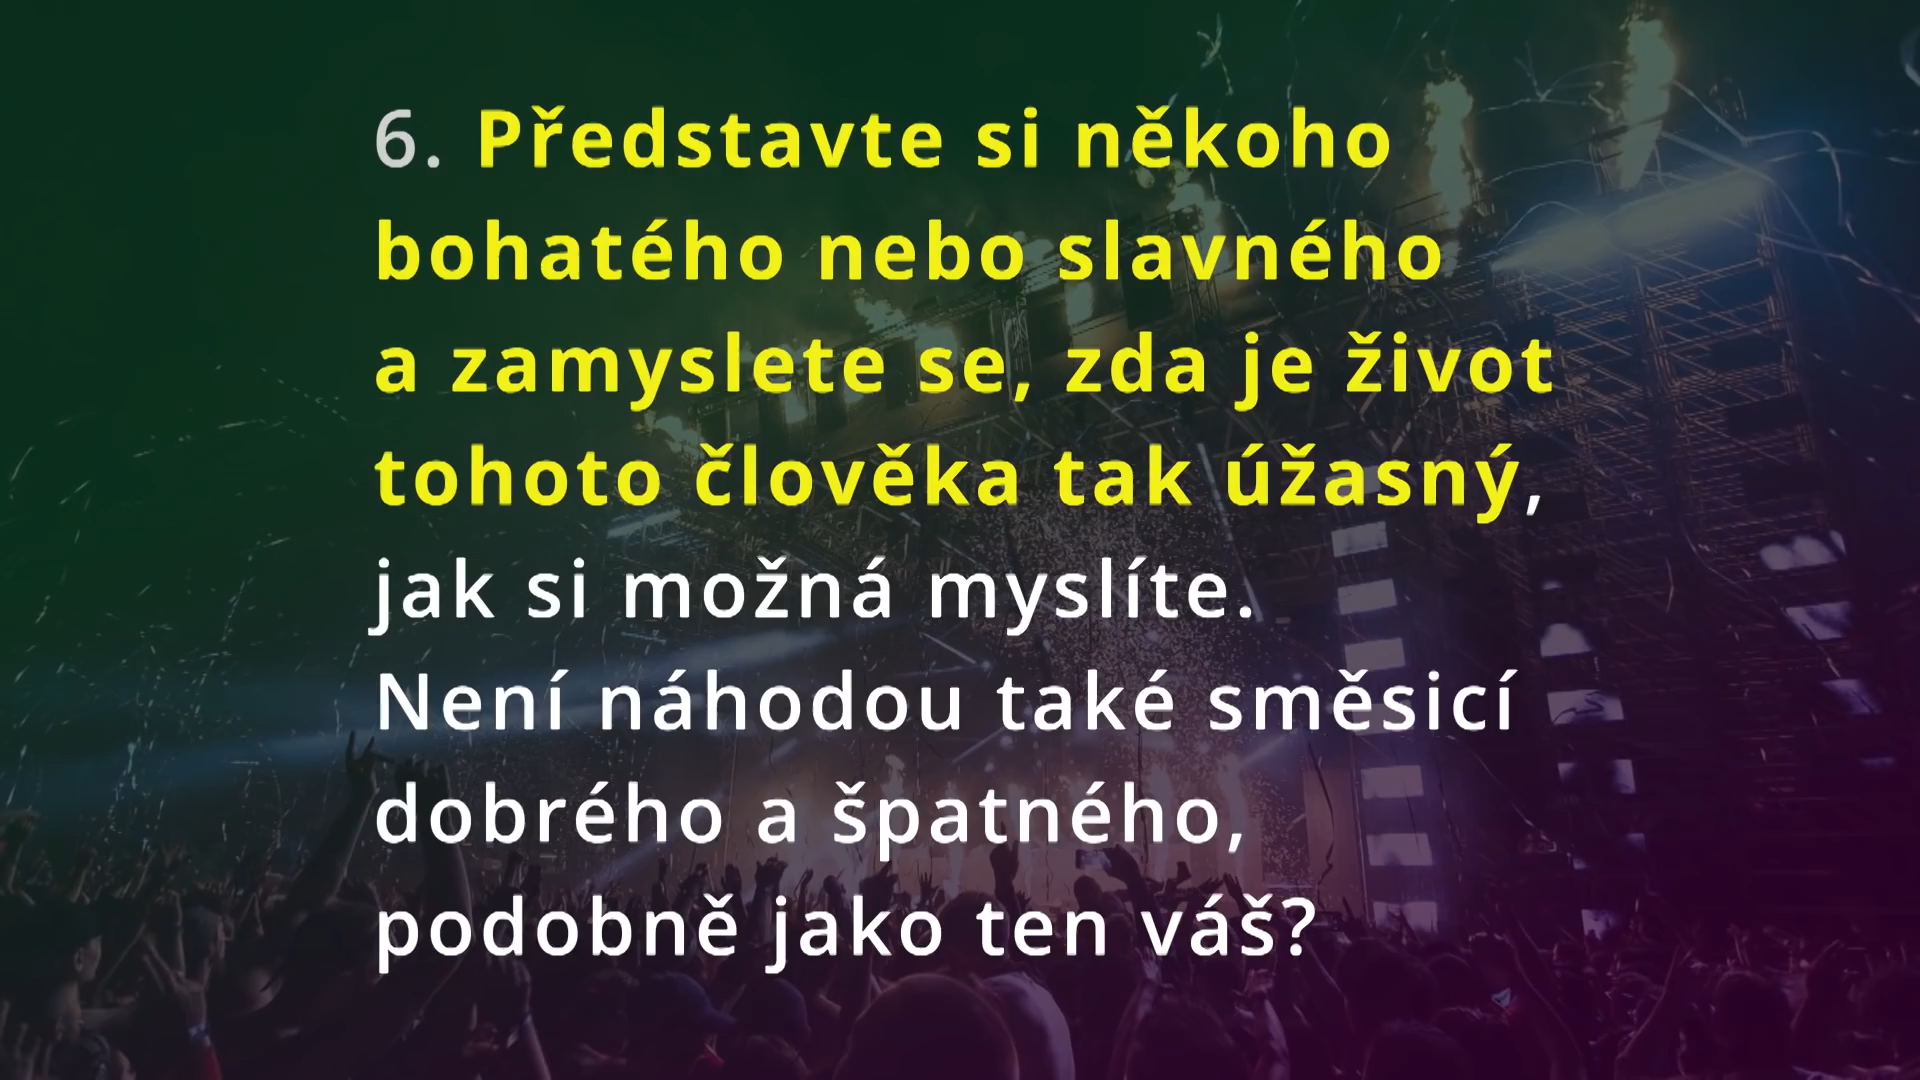 6. Představte si někoho
bohatého nebo slavného
a zamyslete se, zda je život
tohoto člověka tak úžasný,
jak si možná myslíte.
Není náhodou také směsicí
dobrého a špatného,
podobně jako ten váš?